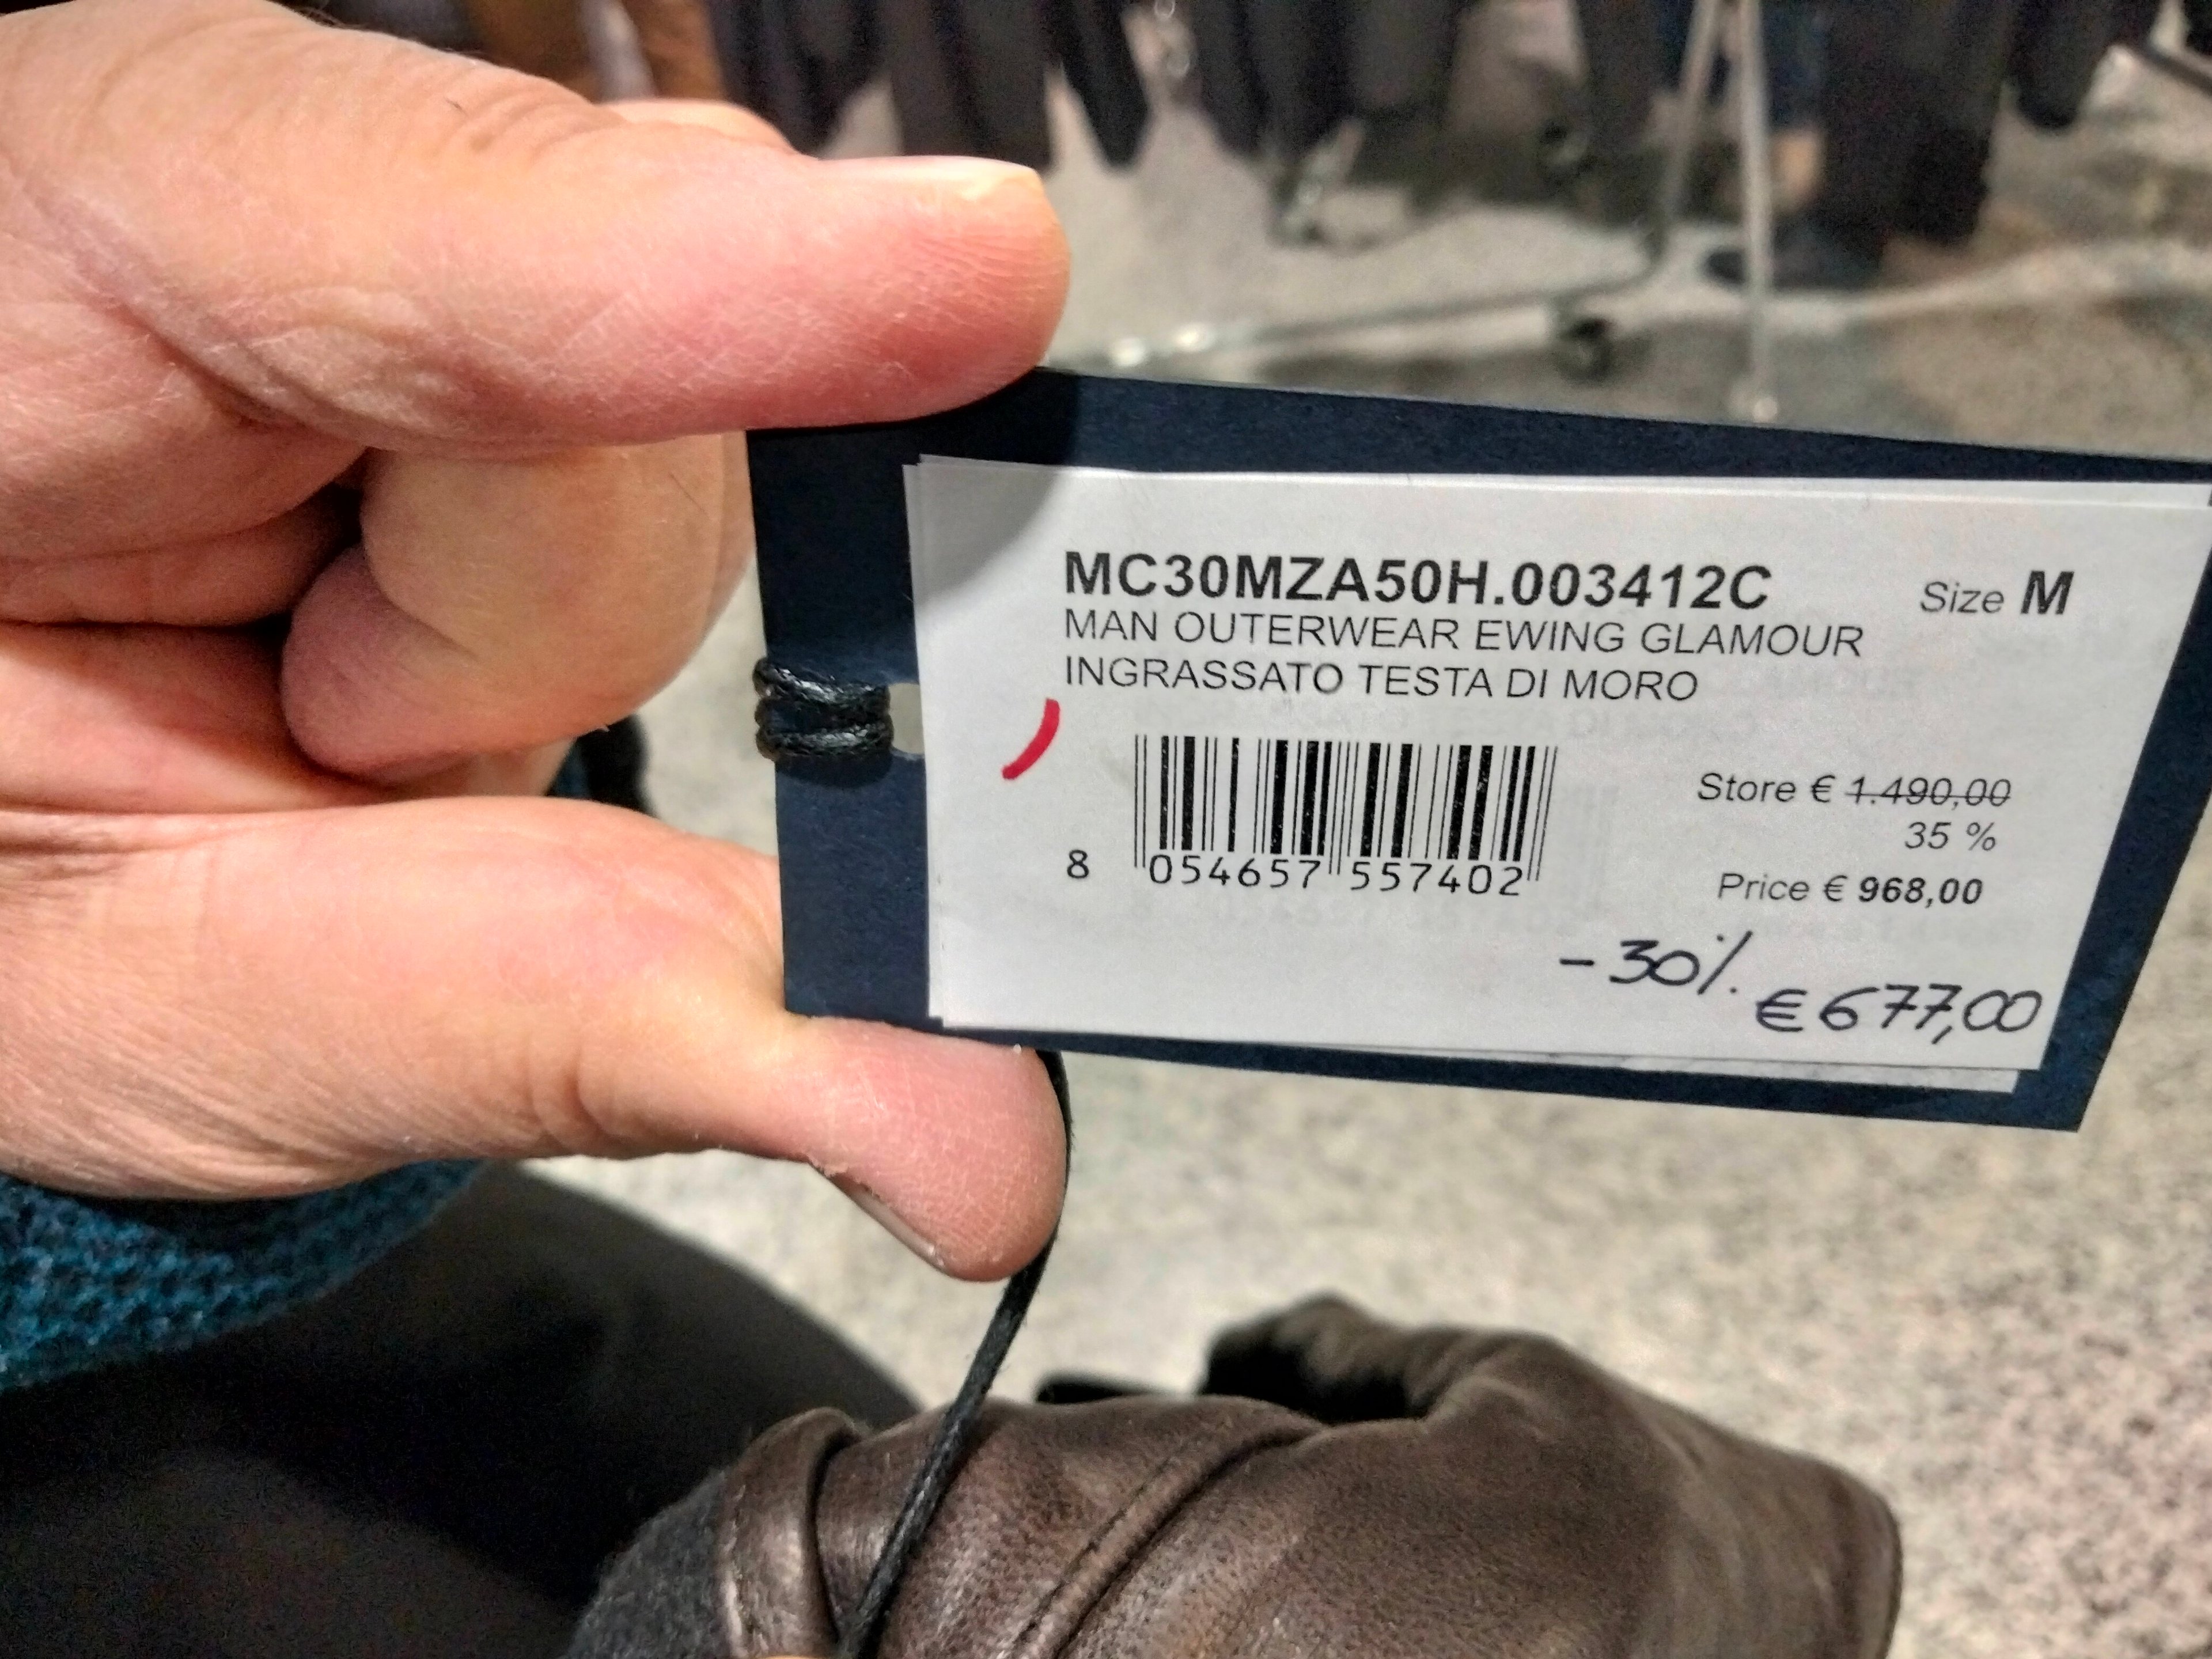 MC30MZA50H.003412C Size M
MAN OUTERWEAR EWING GLAMOUR
INGRASSATO TESTA DI MORO
Store € 1.490,00
35 %
8 054657 557402
Price € 968,00
-30%.
€ 677,00